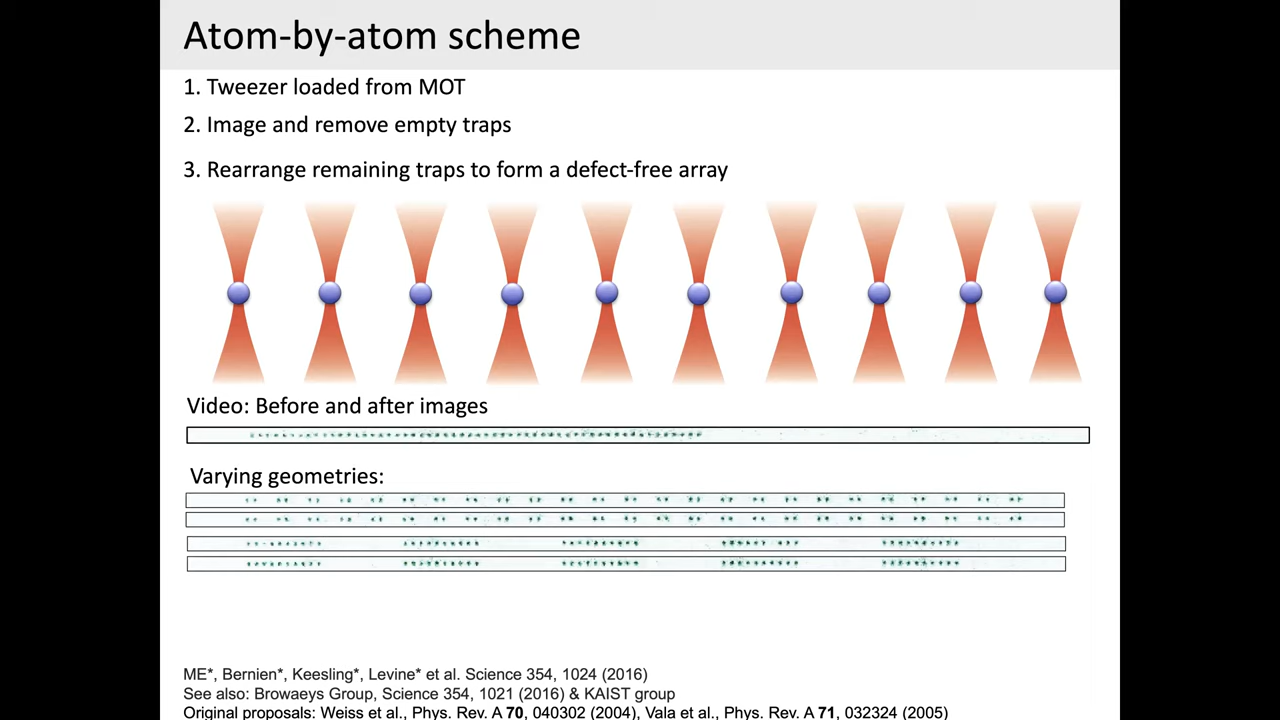 Atom-by-atom scheme
1. Tweezer loaded from MOT
2. Image and remove empty traps
3. Rearrange remaining traps to form a defect-free array
Video: Before and after images
Varying geometries:
ME*, Bernien*, Keesling*, Levine* et al. Science 354, 1024 (2016)
See also: Browaeys Group, Science 354, 1021 (2016) & KAIST group
Original proposals: Weiss et al., Phys. Rev. A 70, 040302 (2004), Vala et al., Phys. Rev. A 71, 032324 (2005)